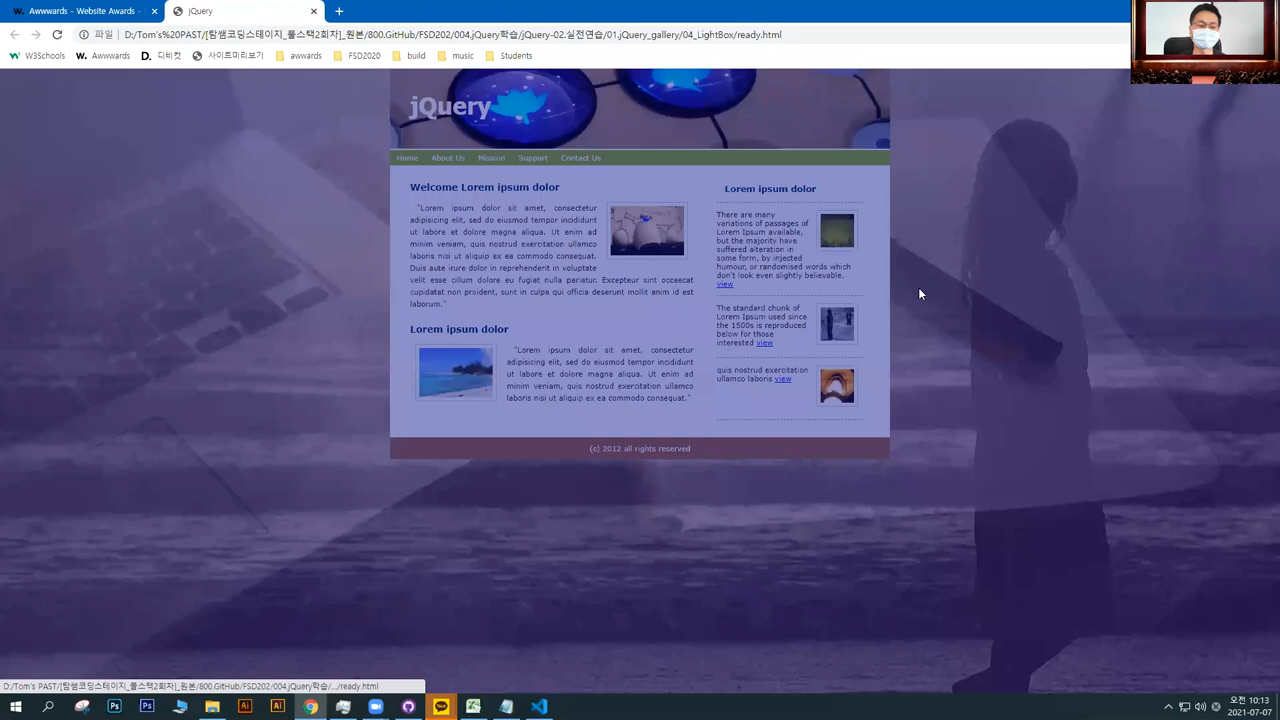 Awwwards - Website Awards -
jQuery
파일
D:/Tom's%20PAST/[탐쌤코딩스테이지_풀스택2회차]_원본/800.GitHub/FSD202/004.jQuery학습/jQuery-02.실전연습/01.jQuery_gallery/04_LightBox/ready.html
W3Schools
Awwwards
디비컷
사이트미리보기
awards
FSD2020
build
music
Students
jQuery
Home About Us Mission Support Contact Us
Welcome Lorem ipsum dolor
"Lorem ipsum dolor sit amet, consectetur
adipisicing elit, sed do eiusmod tempor incididunt
ut labore et dolore magna aliqua. Ut enim ad
minim veniam, quis nostrud exercitation ullamco
laboris nisi ut aliquip ex ea commodo consequat.
Duis aute irure dolor in reprehenderit in voluptate
velit esse cillum dolore eu fugiat nulla pariatur. Excepteur sint occaecat
cupidatat non proident, sunt in culpa qui officia deserunt mollit anim id est
laborum."
Lorem ipsum dolor
"Lorem ipsum dolor sit amet, consectetur
adipisicing elit, sed do eiusmod tempor incididunt
ut labore et dolore magna aliqua. Ut enim ad
minim veniam, quis nostrud exercitation ullamco
laboris nisi ut aliquip ex ea commodo consequat."
Lorem ipsum dolor
There are many
variations of passages of
Lorem Ipsum available,
but the majority have
suffered alteration in
some form, by injected
humour, or randomised words which
don't look even slightly believable.
view
The standard chunk of
Lorem Ipsum used since
the 1500s is reproduced
below for those
interested view
quis nostrud exercitation
ullamco laboris view
(c) 2012 all rights reserved
D:/Tom's PAST/[탐쌤코딩스테이지_풀스택2회차]_원본/800.GitHub/FSD202/004.jQuery학습/.../ready.html
오전 10:13
2021-07-07